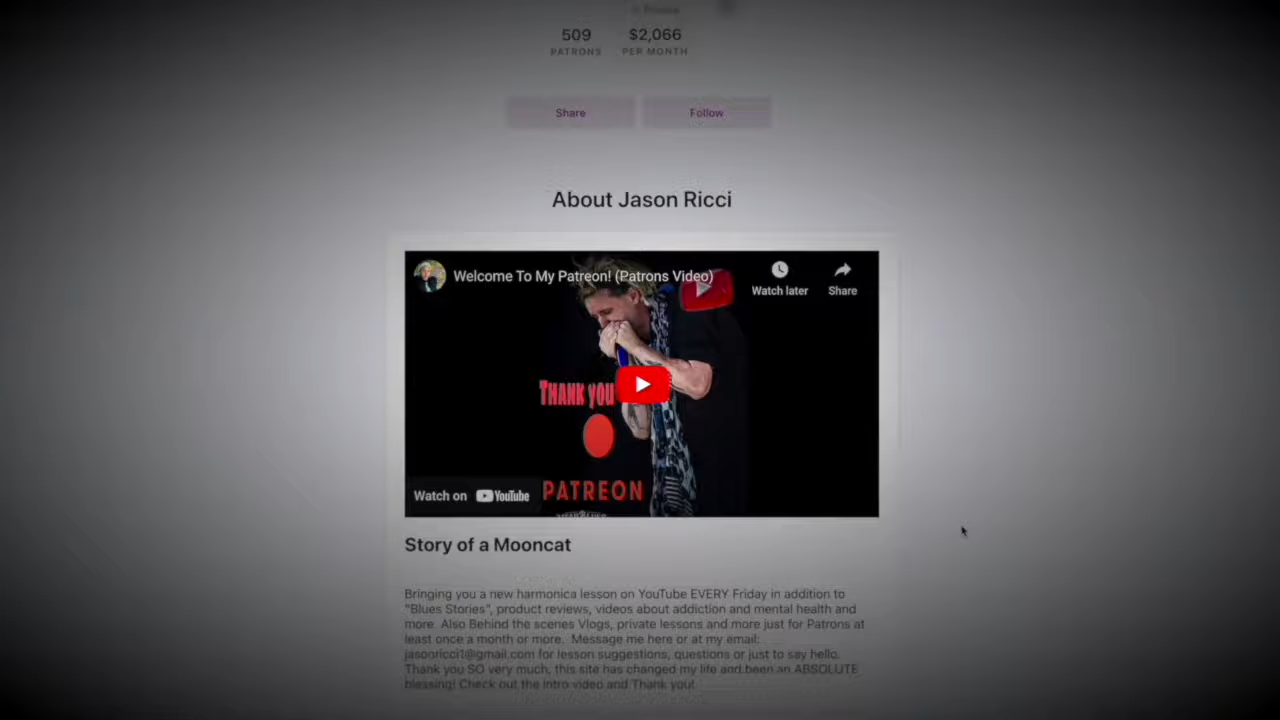 509
$2,066
PATRONS
PER MONTH
Share
Follow
About Jason Ricci
Welcome To My Patreon! (Patrons Video)
Watch later
Share
THANK YOU
Watch on YouTube
PATREON
Story of a Mooncat
Bringing you a new harmonica lesson on YouTube EVERY Friday in addition to
"Blues Stories", product reviews, videos about addiction and mental health and
more. Also Behind the scenes Vlogs, private lessons and more just for Patrons at
least once a month or more. Message me here or at my email:
jasonricci1@gmail.com for lesson suggestions, questions or just to say hello.
Thank you SO very much, this site has changed my life and been an ABSOLUTE
blessing! Check out the intro video and Thank you!